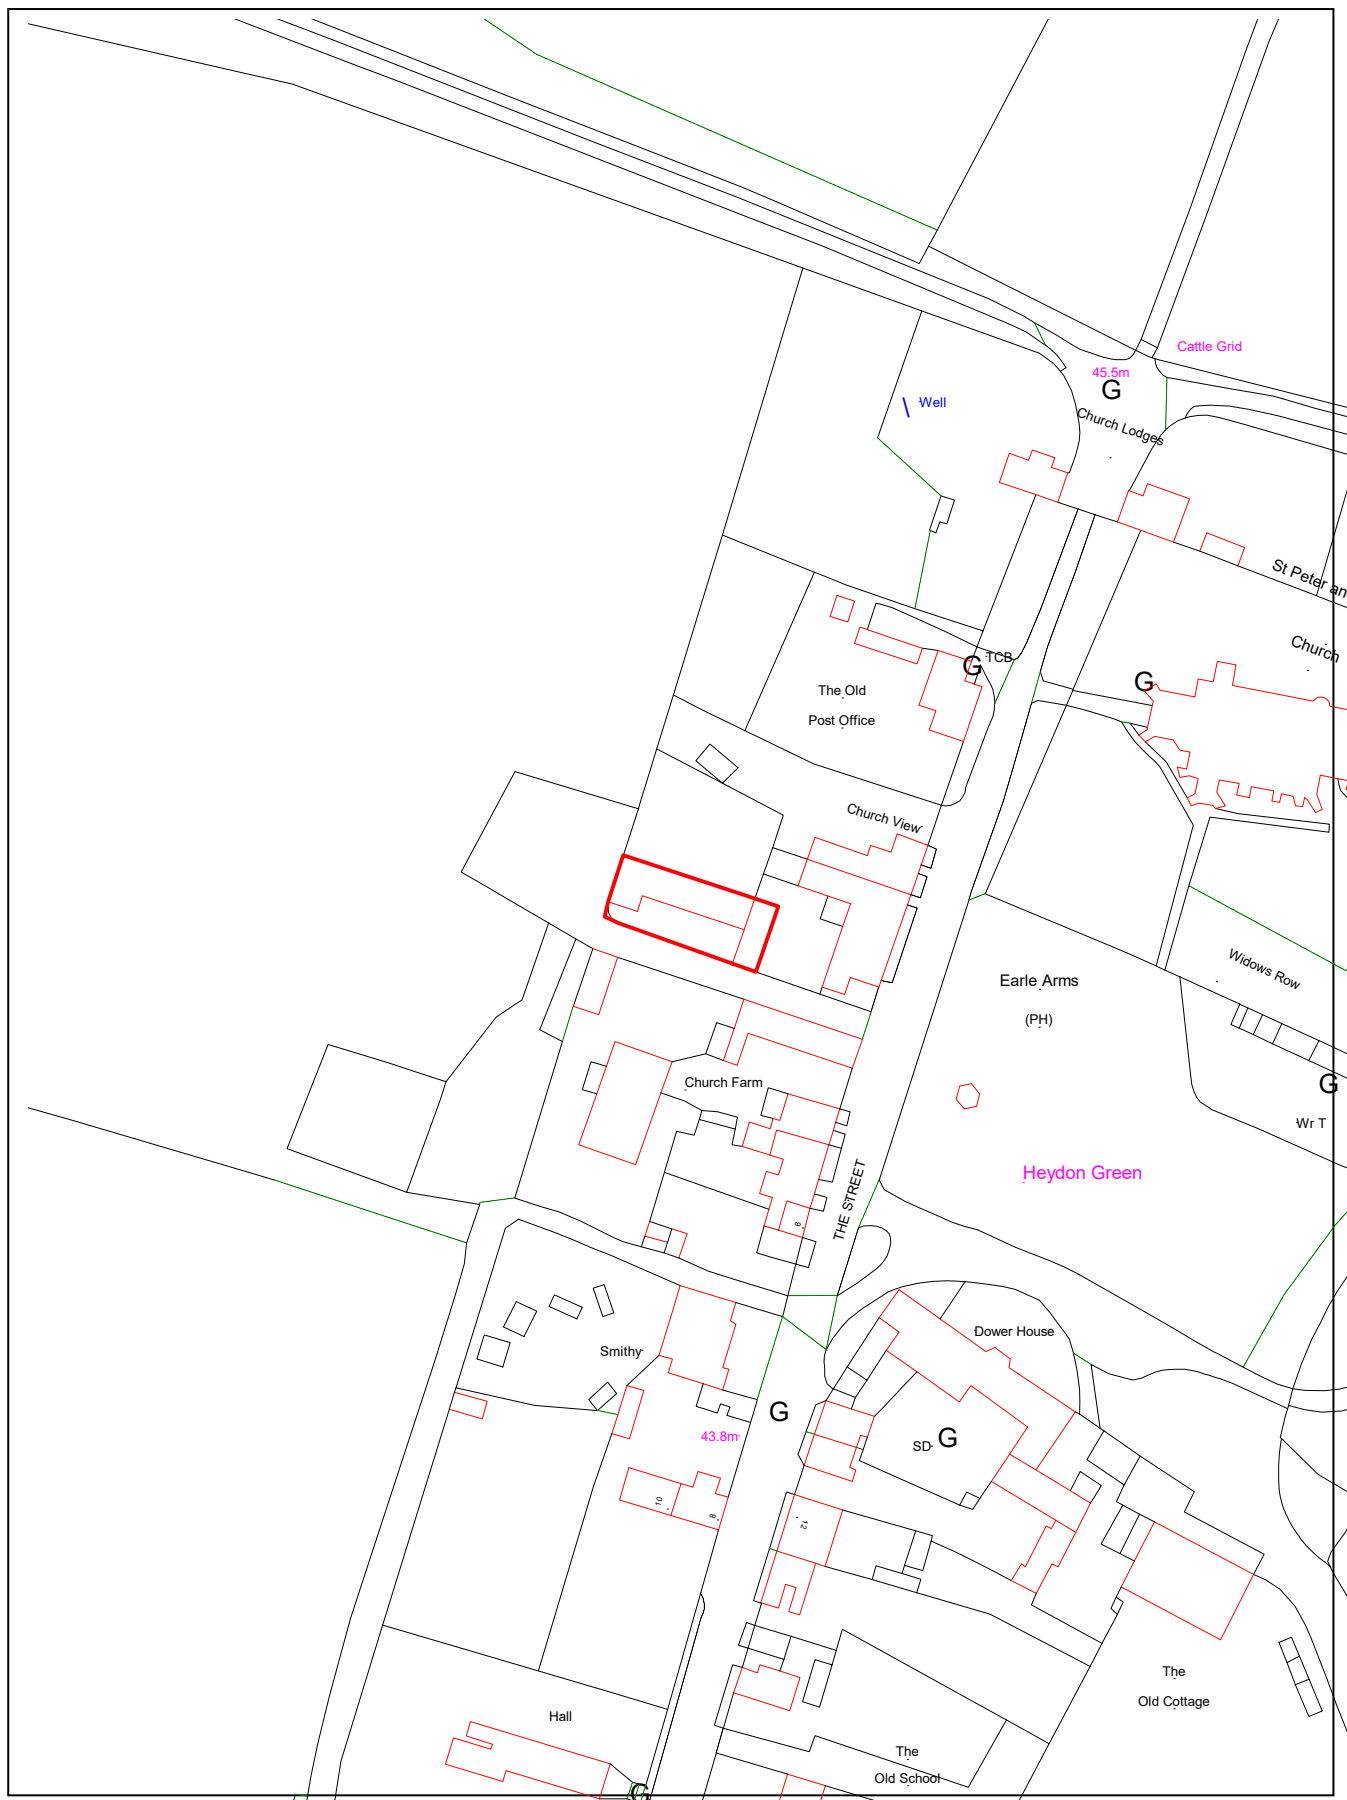 Cattle Grid
45.5m
G
Well
Church Lodges
St Peter an
Church
TCB
G
G
The Old
Post Office
Church View
Widows Row
Earle Arms
(PH)
G
Church Farm
Wr T
Heydon Green
THE STREET
9
Dower House
Smithy
G
43.8m
SD
G
10
8
12
The
Old Cottage
Hall
The
Old School
G